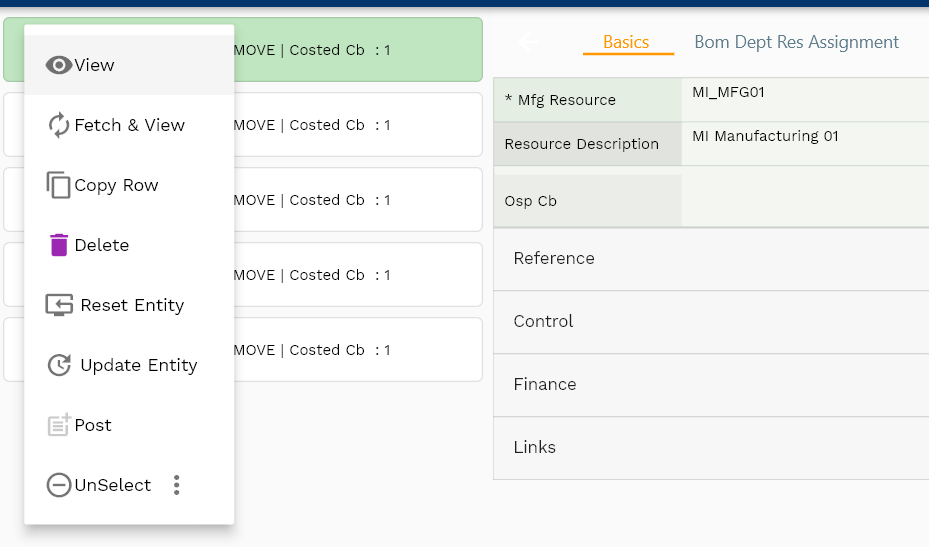 View
Fetch & View
Copy Row
Delete
Reset Entity
Update Entity
Post
UnSelect
MOVE | Costed Cb : 1
MOVE | Costed Cb : 1
MOVE | Costed Cb : 1
MOVE | Costed Cb : 1
MOVE | Costed Cb : 1
Basics Bom Dept Res Assignment
* Mfg Resource MI_MFG01
Resource Description MI Manufacturing 01
Osp Cb
Reference
Control
Finance
Links